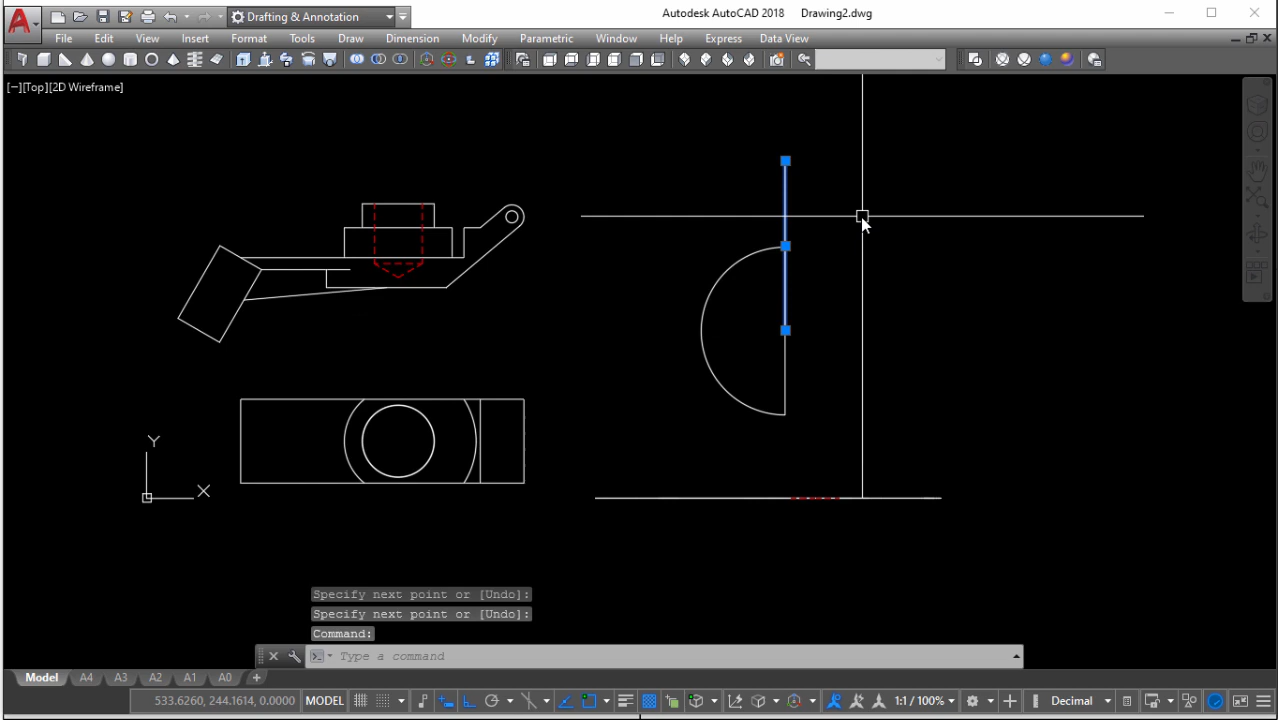 Drafting & Annotation
Autodesk AutoCAD 2018 Drawing2.dwg
File Edit View Insert Format Tools Draw Dimension Modify Parametric Window Help Express Data View
[−][Top][2D Wireframe]
Y
X
Specify next point or [Undo]:
Specify next point or [Undo]:
Command:
Type a command
Model A4 A3 A2 A1 A0
533.6260, 244.1614, 0.0000 MODEL 1:1 / 100% Decimal